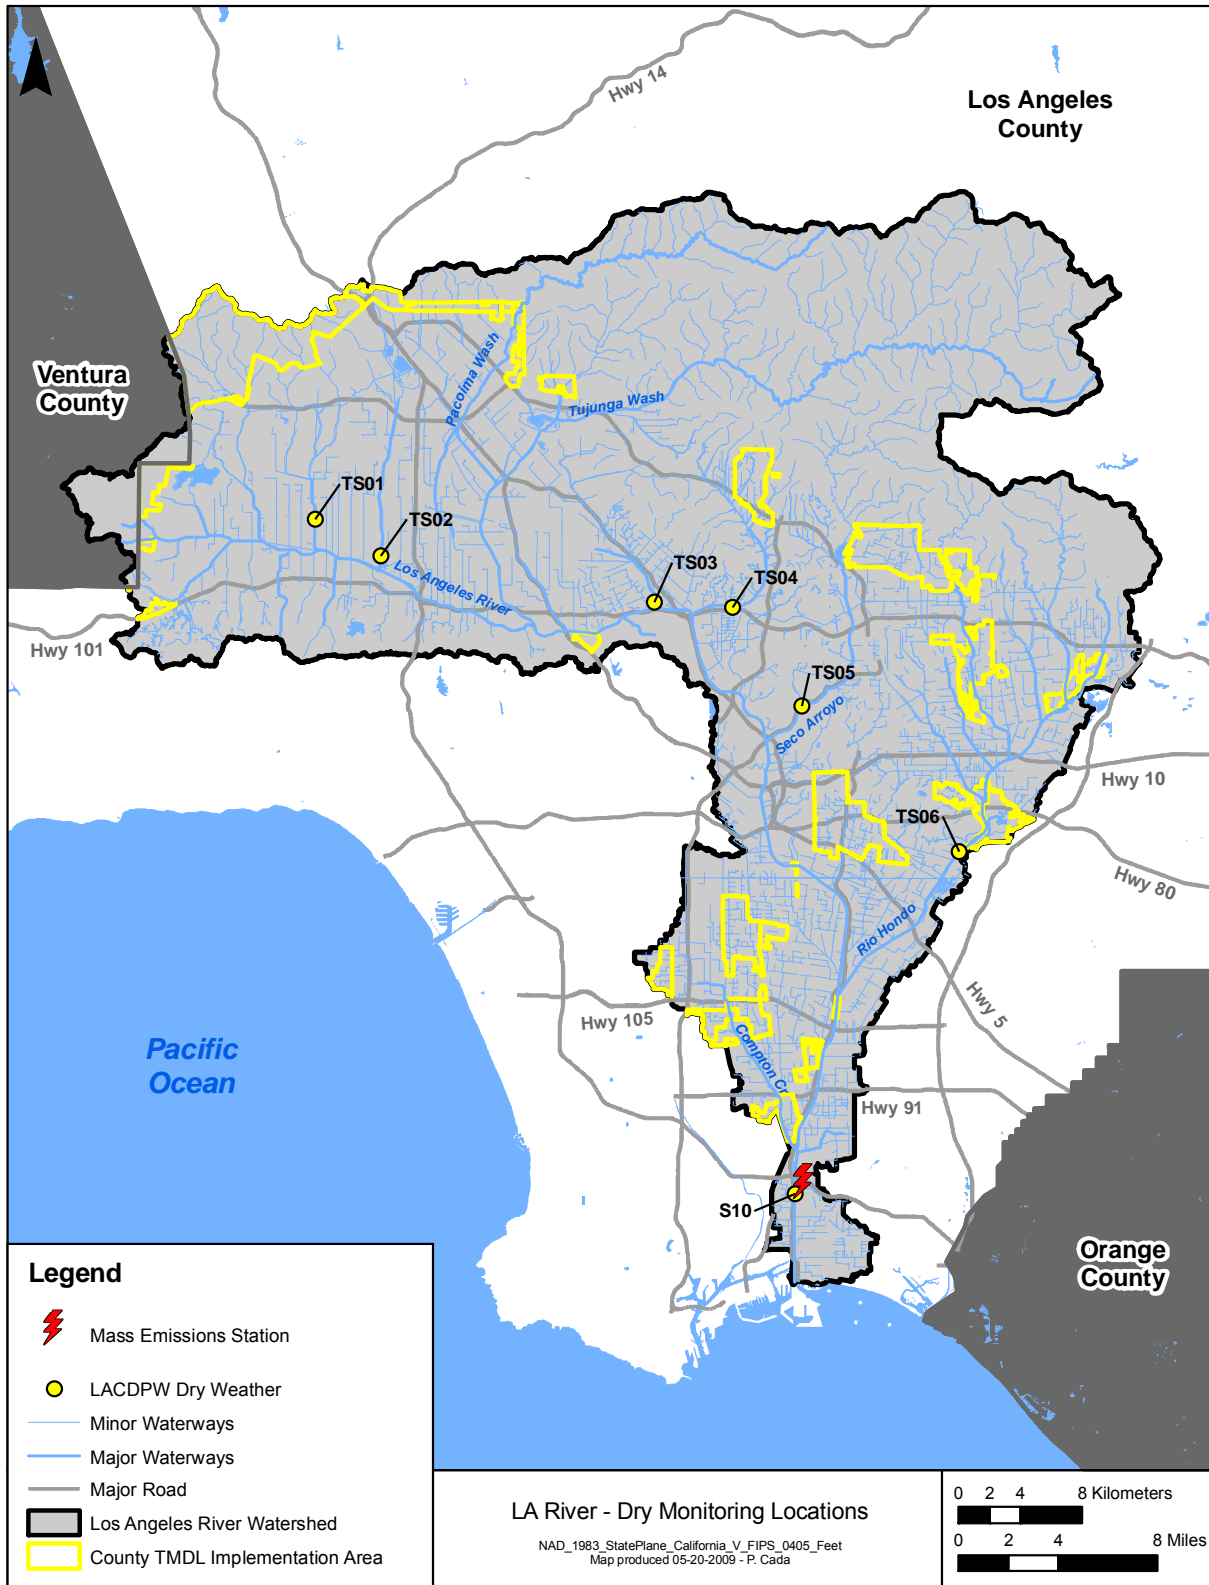 Hwy 14
Los Angeles
County
Ventura
County
Pacoima Wash
Tujunga Wash
TS01
TS02
Los Angeles River
TS03
TS04
Hwy 101
TS05
Seco Arroyo
Hwy 10
TS06
Hwy 80
Rio Hondo
Hwy 5
Hwy 105
Compton Cr
Pacific
Ocean
Hwy 91
S10
Orange
County
Legend
Mass Emissions Station
LACDPW Dry Weather
Minor Waterways
Major Waterways
Major Road
Los Angeles River Watershed
County TMDL Implementation Area
LA River - Dry Monitoring Locations
NAD_1983_StatePlane_California_V_FIPS_0405_Feet
Map produced 05-20-2009 - P. Cada
0 2 4 8 Kilometers
0 2 4 8 Miles